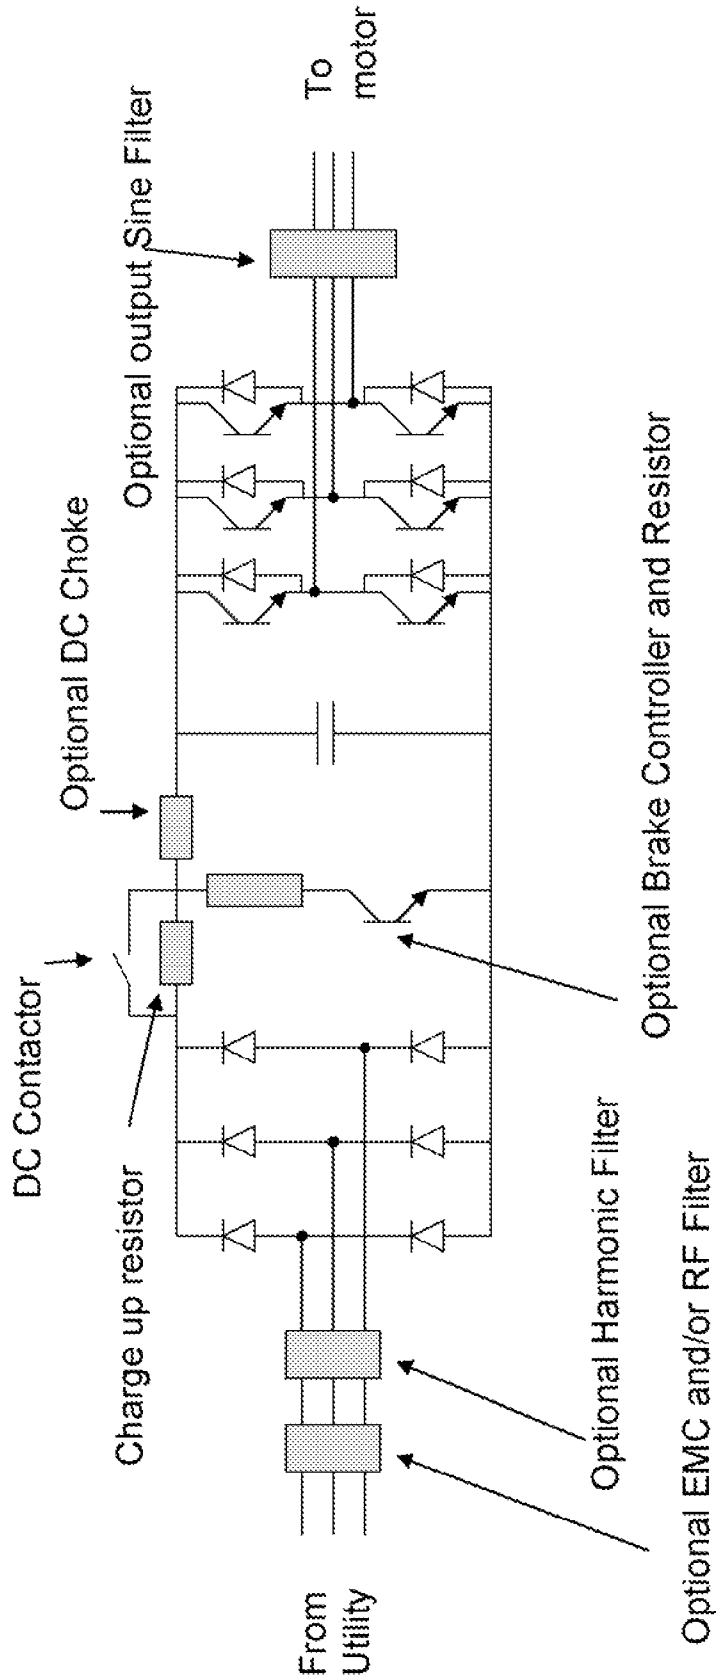 DC Contactor
Charge up resistor
Optional DC Choke
Optional output Sine Filter
From
Utility
To
motor
Optional Harmonic Filter
Optional EMC and/or RF Filter
Optional Brake Controller and Resistor